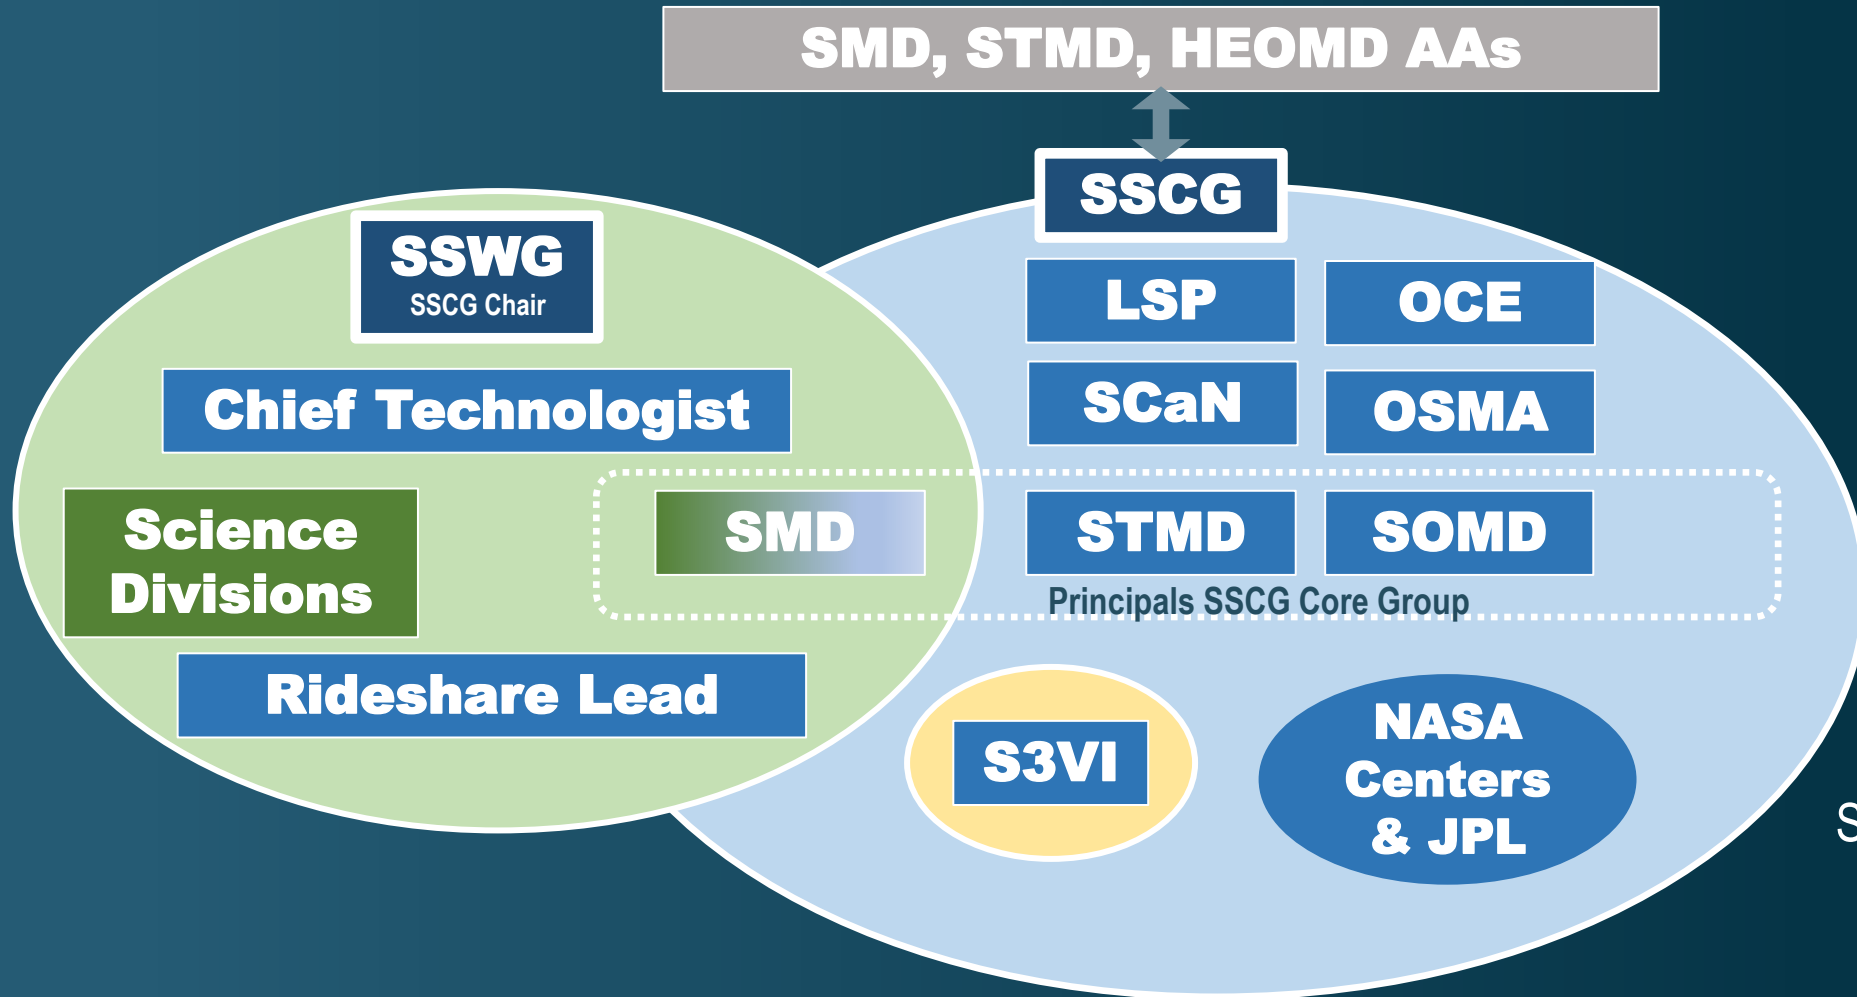 SMD, STMD, HEOMD AAs
SSCG
SSWG
SSCG Chair
LSP
OCE
Chief Technologist
SCaN
OSMA
Science
Divisions
SMD
STMD
SOMD
Principals SSCG Core Group
Rideshare Lead
S3VI
NASA
Centers
& JPL